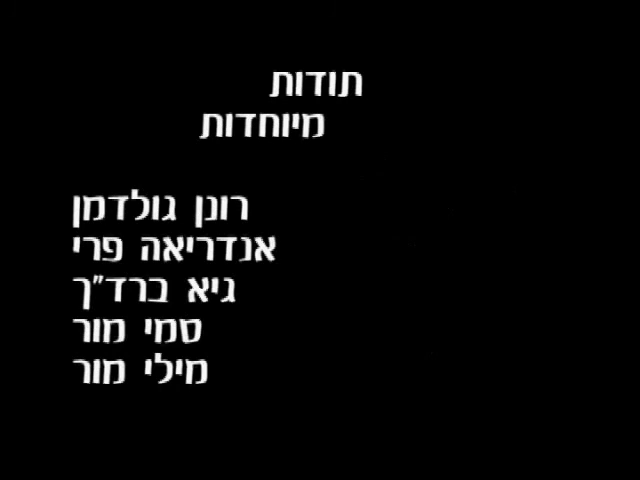 תודות
מיוחדות
רונן גולדמן
אנדריאה פרי
גיא ברד"ך
סמי מור
מילי מור